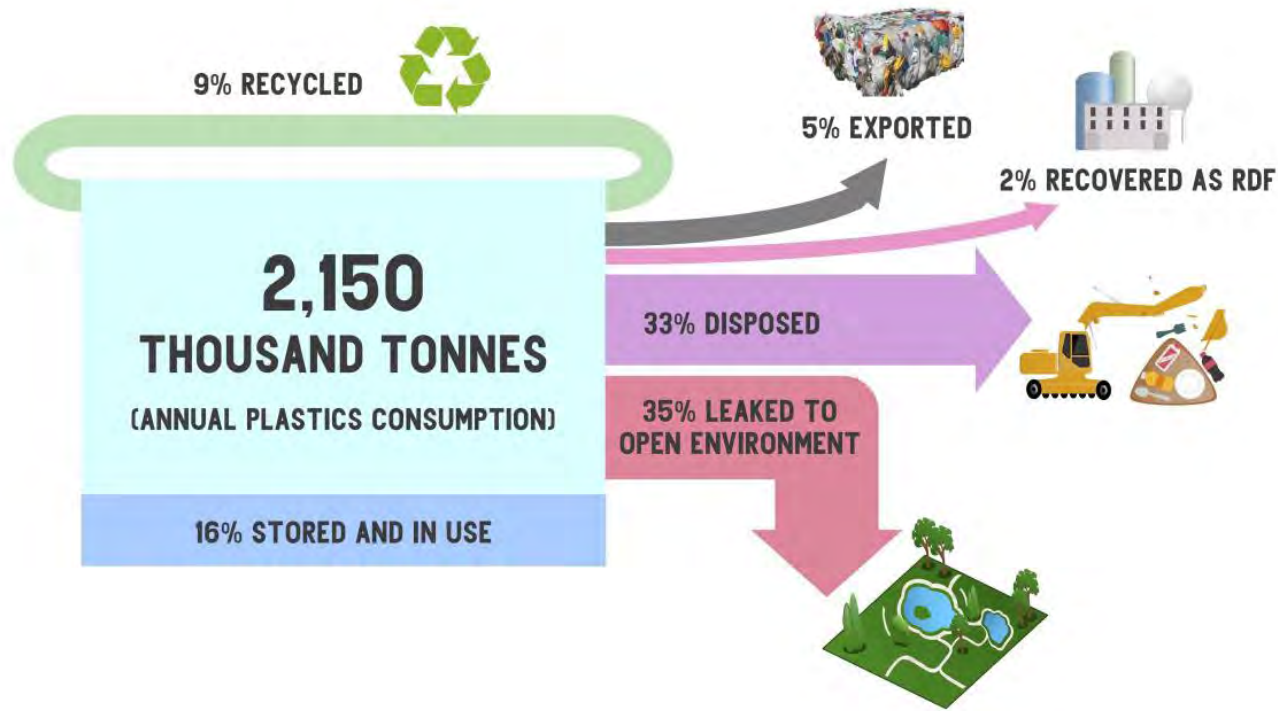 9% RECYCLED
5% EXPORTED
2% RECOVERED AS RDF
2,150
THOUSAND TONNES
(ANNUAL PLASTICS CONSUMPTION)
33% DISPOSED
35% LEAKED TO
OPEN ENVIRONMENT
16% STORED AND IN USE